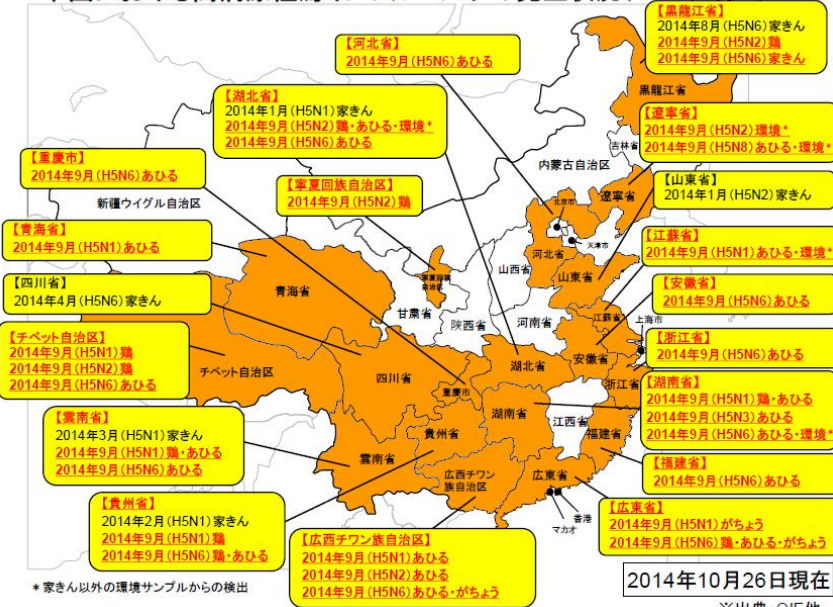 【黒龍江省】
2014年8月(H5N6)家きん
2014年9月(H5N2)鶏
2014年9月(H5N6)家きん
【河北省】
2014年9月(H5N6)あひる
【湖北省】
2014年1月(H5N1)家きん
2014年9月(H5N2)鶏・あひる・環境*
2014年9月(H5N6)あひる
【遼寧省】
2014年9月(H5N2)環境*
2014年9月(H5N8)あひる・環境*
【重慶市】
2014年9月(H5N6)あひる
【寧夏回族自治区】
2014年9月(H5N2)鶏
【山東省】
2014年1月(H5N2)家きん
【青海省】
2014年9月(H5N1)あひる
【江蘇省】
2014年9月(H5N1)あひる・環境*
【四川省】
2014年4月(H5N6)家きん
【安徽省】
2014年9月(H5N6)あひる
【チベット自治区】
2014年9月(H5N1)鶏
2014年9月(H5N2)鶏
2014年9月(H5N6)あひる
【浙江省】
2014年9月(H5N6)あひる
【湖南省】
2014年9月(H5N1)鶏・あひる
2014年9月(H5N3)あひる
2014年9月(H5N6)あひる・環境*
【雲南省】
2014年3月(H5N1)家きん
2014年9月(H5N1)鶏・あひる
2014年9月(H5N6)あひる
【福建省】
2014年9月(H5N6)あひる
【貴州省】
2014年2月(H5N1)家きん
2014年9月(H5N1)鶏
2014年9月(H5N6)鶏・あひる
【広西チワン族自治区】
2014年9月(H5N1)あひる
2014年9月(H5N2)あひる
2014年9月(H5N6)あひる・がちょう
【広東省】
2014年9月(H5N1)がちょう
2014年9月(H5N6)鶏・あひる・がちょう
黒龍江省
吉林省
内蒙古自治区
遼寧省
新疆ウイグル自治区
北京市
天津市
河北省
山西省
山東省
寧夏回族
自治区
青海省
甘粛省
陝西省
河南省
江蘇省
上海市
安徽省
チベット自治区
四川省
重慶市
湖北省
浙江省
湖南省
江西省
貴州省
福建省
雲南省
広西チワン
族自治区
広東省
香港
マカオ
*家きん以外の環境サンプルからの検出
2014年10月26日現在